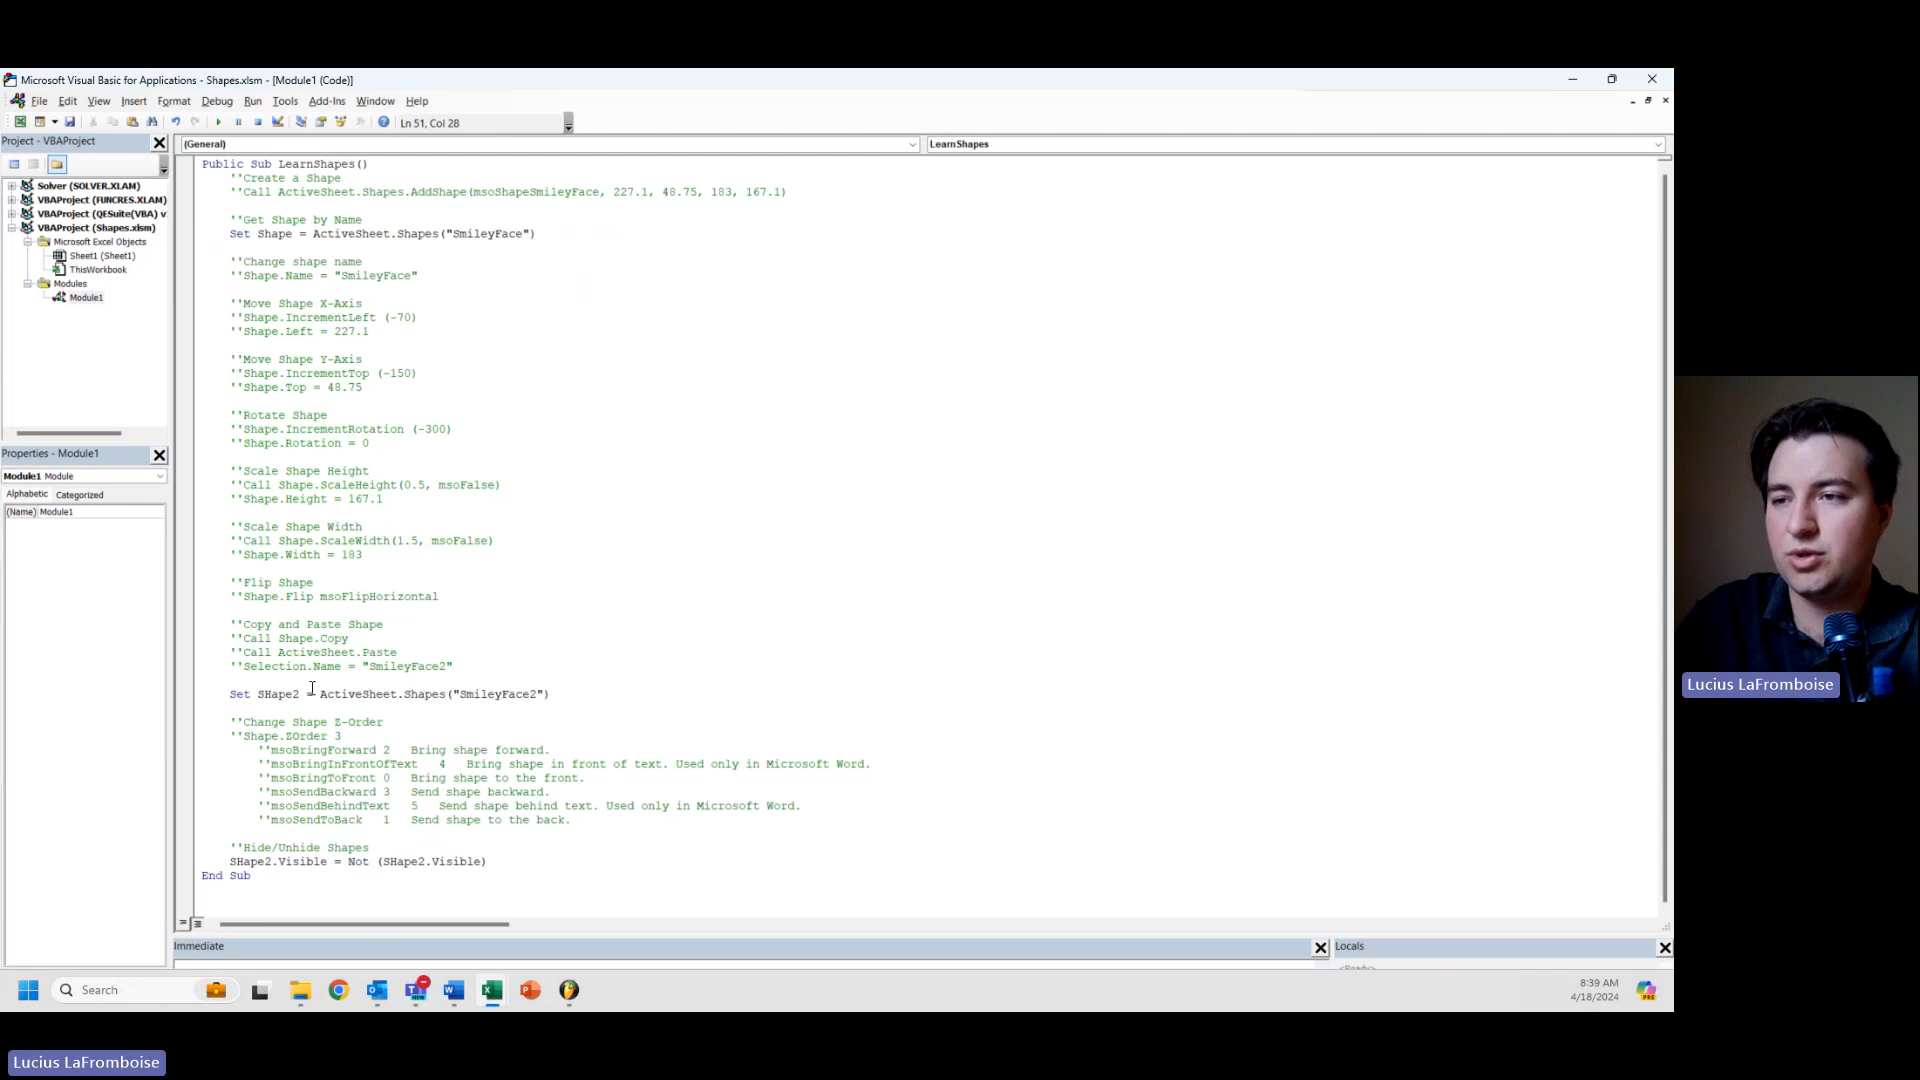 Microsoft Visual Basic for Applications - Shapes.xlsm - [Module1 (Code)]
File Edit View Insert Format Debug Run Tools Add-Ins Window Help
Ln 51, Col 28
Project - VBAProject
(General)
LearnShapes
Solver (SOLVER.XLAM)
VBAProject (FUNCRES.XLAM)
VBAProject (QESuite(VBA) v
VBAProject (Shapes.xlsm)
Microsoft Excel Objects
Sheet1 (Sheet1)
ThisWorkbook
Modules
Module1
Properties - Module1
Module1 Module
Alphabetic Categorized
(Name) Module1
Public Sub LearnShapes()
''Create a Shape
''Call ActiveSheet.Shapes.AddShape(msoShapeSmileyFace, 227.1, 48.75, 183, 167.1)
''Get Shape by Name
Set Shape = ActiveSheet.Shapes("SmileyFace")
''Change shape name
''Shape.Name = "SmileyFace"
''Move Shape X-Axis
''Shape.IncrementLeft (-70)
''Shape.Left = 227.1
''Move Shape Y-Axis
''Shape.IncrementTop (-150)
''Shape.Top = 48.75
''Rotate Shape
''Shape.IncrementRotation (-300)
''Shape.Rotation = 0
''Scale Shape Height
''Call Shape.ScaleHeight(0.5, msoFalse)
''Shape.Height = 167.1
''Scale Shape Width
''Call Shape.ScaleWidth(1.5, msoFalse)
''Shape.Width = 183
''Flip Shape
''Shape.Flip msoFlipHorizontal
''Copy and Paste Shape
''Call Shape.Copy
''Call ActiveSheet.Paste
''Selection.Name = "SmileyFace2"
Set SHape2 = ActiveSheet.Shapes("SmileyFace2")
''Change Shape Z-Order
''Shape.ZOrder 3
''msoBringForward 2 Bring shape forward.
''msoBringInFrontOfText 4 Bring shape in front of text. Used only in Microsoft Word.
''msoBringToFront 0 Bring shape to the front.
''msoSendBackward 3 Send shape backward.
''msoSendBehindText 5 Send shape behind text. Used only in Microsoft Word.
''msoSendToBack 1 Send shape to the back.
''Hide/Unhide Shapes
SHape2.Visible = Not (SHape2.Visible)
End Sub
Immediate
Locals
<Ready>
Search
NEW
PRE
8:39 AM
4/18/2024
Lucius LaFromboise
Lucius LaFromboise